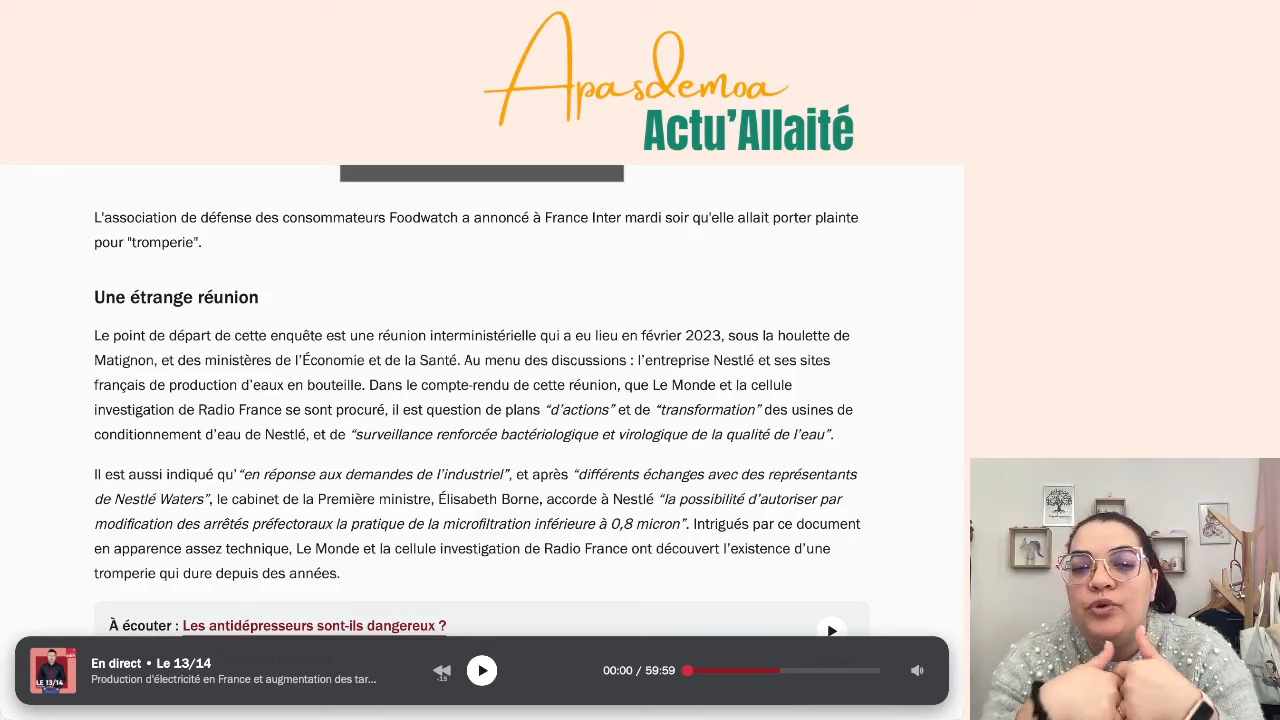 Apasdemoa
Actu'Allaité
L'association de défense des consommateurs Foodwatch a annoncé à France Inter mardi soir qu'elle allait porter plainte
pour "tromperie".
Une étrange réunion
Le point de départ de cette enquête est une réunion interministérielle qui a eu lieu en février 2023, sous la houlette de
Matignon, et des ministères de l’Économie et de la Santé. Au menu des discussions : l’entreprise Nestlé et ses sites
français de production d’eaux en bouteille. Dans le compte-rendu de cette réunion, que Le Monde et la cellule
investigation de Radio France se sont procuré, il est question de plans “d’actions” et de “transformation” des usines de
conditionnement d’eau de Nestlé, et de “surveillance renforcée bactériologique et virologique de la qualité de l’eau”.
Il est aussi indiqué qu’“en réponse aux demandes de l’industriel”, et après “différents échanges avec des représentants
de Nestlé Waters”, le cabinet de la Première ministre, Élisabeth Borne, accorde à Nestlé “la possibilité d’autoriser par
modification des arrêtés préfectoraux la pratique de la microfiltration inférieure à 0,8 micron”. Intrigués par ce document
en apparence assez technique, Le Monde et la cellule investigation de Radio France ont découvert l’existence d’une
tromperie qui dure depuis des années.
À écouter : Les antidépresseurs sont-ils dangereux ?
LE 13/14
En direct • Le 13/14
Production d'électricité en France et augmentation des tar...
-15
00:00 / 59:59